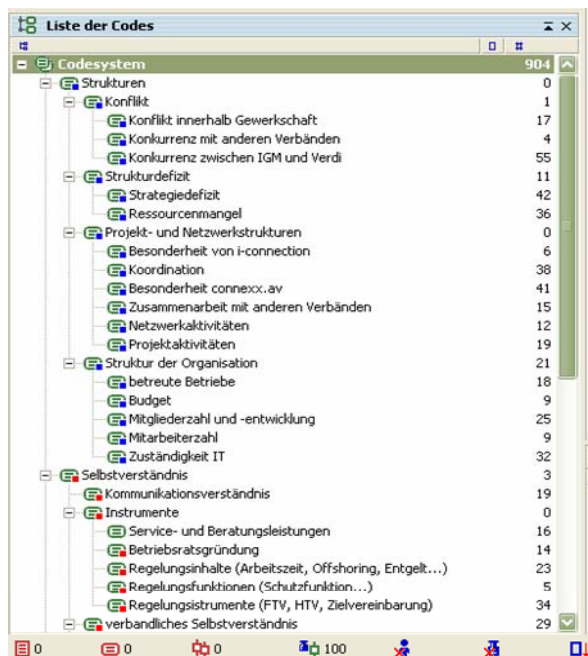 Liste der Codes
Codesystem 904
Strukturen 0
Konflikt 1
Konflikt innerhalb Gewerkschaft 17
Konkurrenz mit anderen Verbänden 4
Konkurrenz zwischen IGM und Verdi 55
Strukturdefizit 11
Strategiedefizit 42
Ressourcenmangel 36
Projekt- und Netzwerkstrukturen 0
Besonderheit von i-connection 6
Koordination 38
Besonderheit connexx.av 41
Zusammenarbeit mit anderen Verbänden 15
Netzwerkaktivitäten 12
Projektaktivitäten 19
Struktur der Organisation 21
betreute Betriebe 18
Budget 9
Mitgliederzahl und -entwicklung 25
Mitarbeiterzahl 9
Zuständigkeit IT 32
Selbstverständnis 3
Kommunikationsverständnis 19
Instrumente 0
Service- und Beratungsleistungen 16
Betriebsratsgründung 14
Regelungsinhalte (Arbeitszeit, Offshoring, Entgelt...) 23
Regelungsfunktionen (Schutzfunktion...) 5
Regelungsistrumente (FTV, HTV, Zielvereinbarung) 34
verbandliches Selbstverständnis 29
0 0 0 100